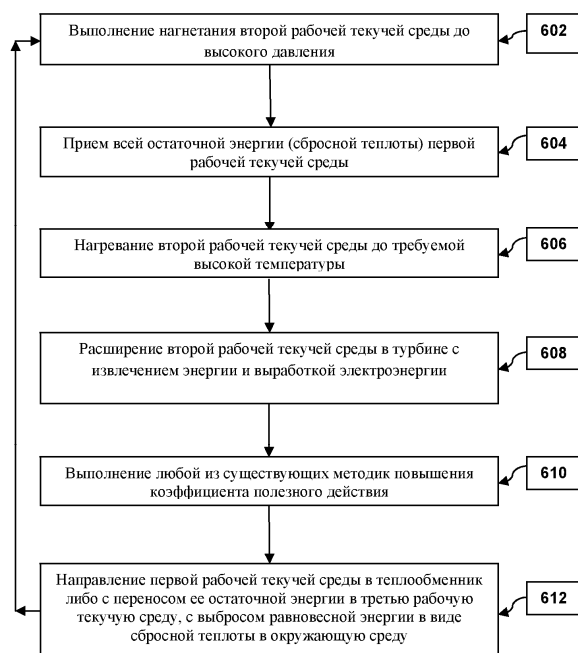 Выполнение нагнетания второй рабочей текучей среды до
высокого давления
602
Прием всей остаточной энергии (сбросной теплоты) первой
рабочей текучей среды
604
Нагревание второй рабочей текучей среды до требуемой
высокой температуры
606
Расширение второй рабочей текучей среды в турбине с
извлечением энергии и выработкой электроэнергии
608
Выполнение любой из существующих методик повышения
коэффициента полезного действия
610
Направление первой рабочей текучей среды в теплообменник
либо с переносом ее остаточной энергии в третью рабочую
текучую среду, с выбросом равновесной энергии в виде
сбросной теплоты в окружающую среду
612